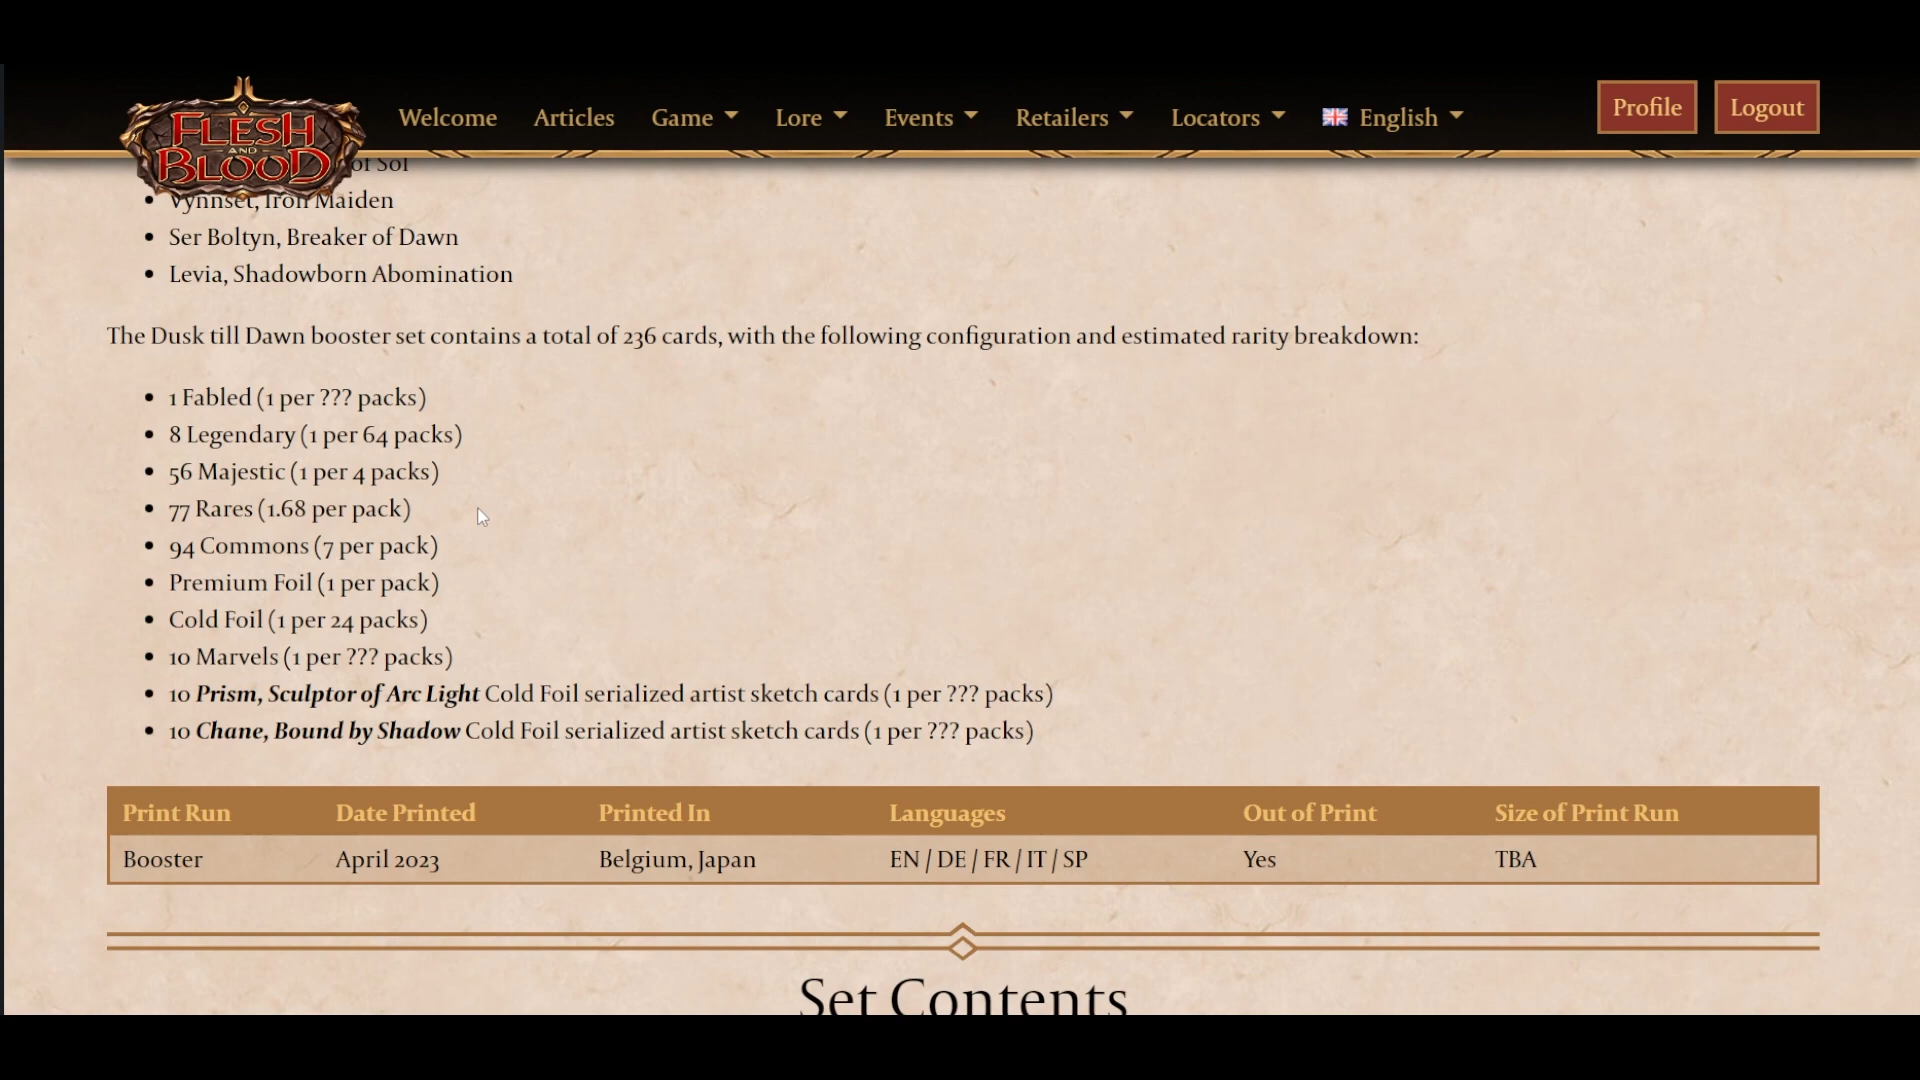 FLESH
AND
BLOOD
Welcome
Articles
Game
Lore
Events
Retailers
Locators
English
Profile
Logout
of Sol
Vynnset, Iron Maiden
Ser Boltyn, Breaker of Dawn
Levia, Shadowborn Abomination
The Dusk till Dawn booster set contains a total of 236 cards, with the following configuration and estimated rarity breakdown:
1 Fabled (1 per ??? packs)
8 Legendary (1 per 64 packs)
56 Majestic (1 per 4 packs)
77 Rares (1.68 per pack)
94 Commons (7 per pack)
Premium Foil (1 per pack)
Cold Foil (1 per 24 packs)
10 Marvels (1 per ??? packs)
10 Prism, Sculptor of Arc Light Cold Foil serialized artist sketch cards (1 per ??? packs)
10 Chane, Bound by Shadow Cold Foil serialized artist sketch cards (1 per ??? packs)
Print Run Date Printed Printed In Languages Out of Print Size of Print Run
Booster April 2023 Belgium, Japan EN / DE / FR / IT / SP Yes TBA
Set Contents